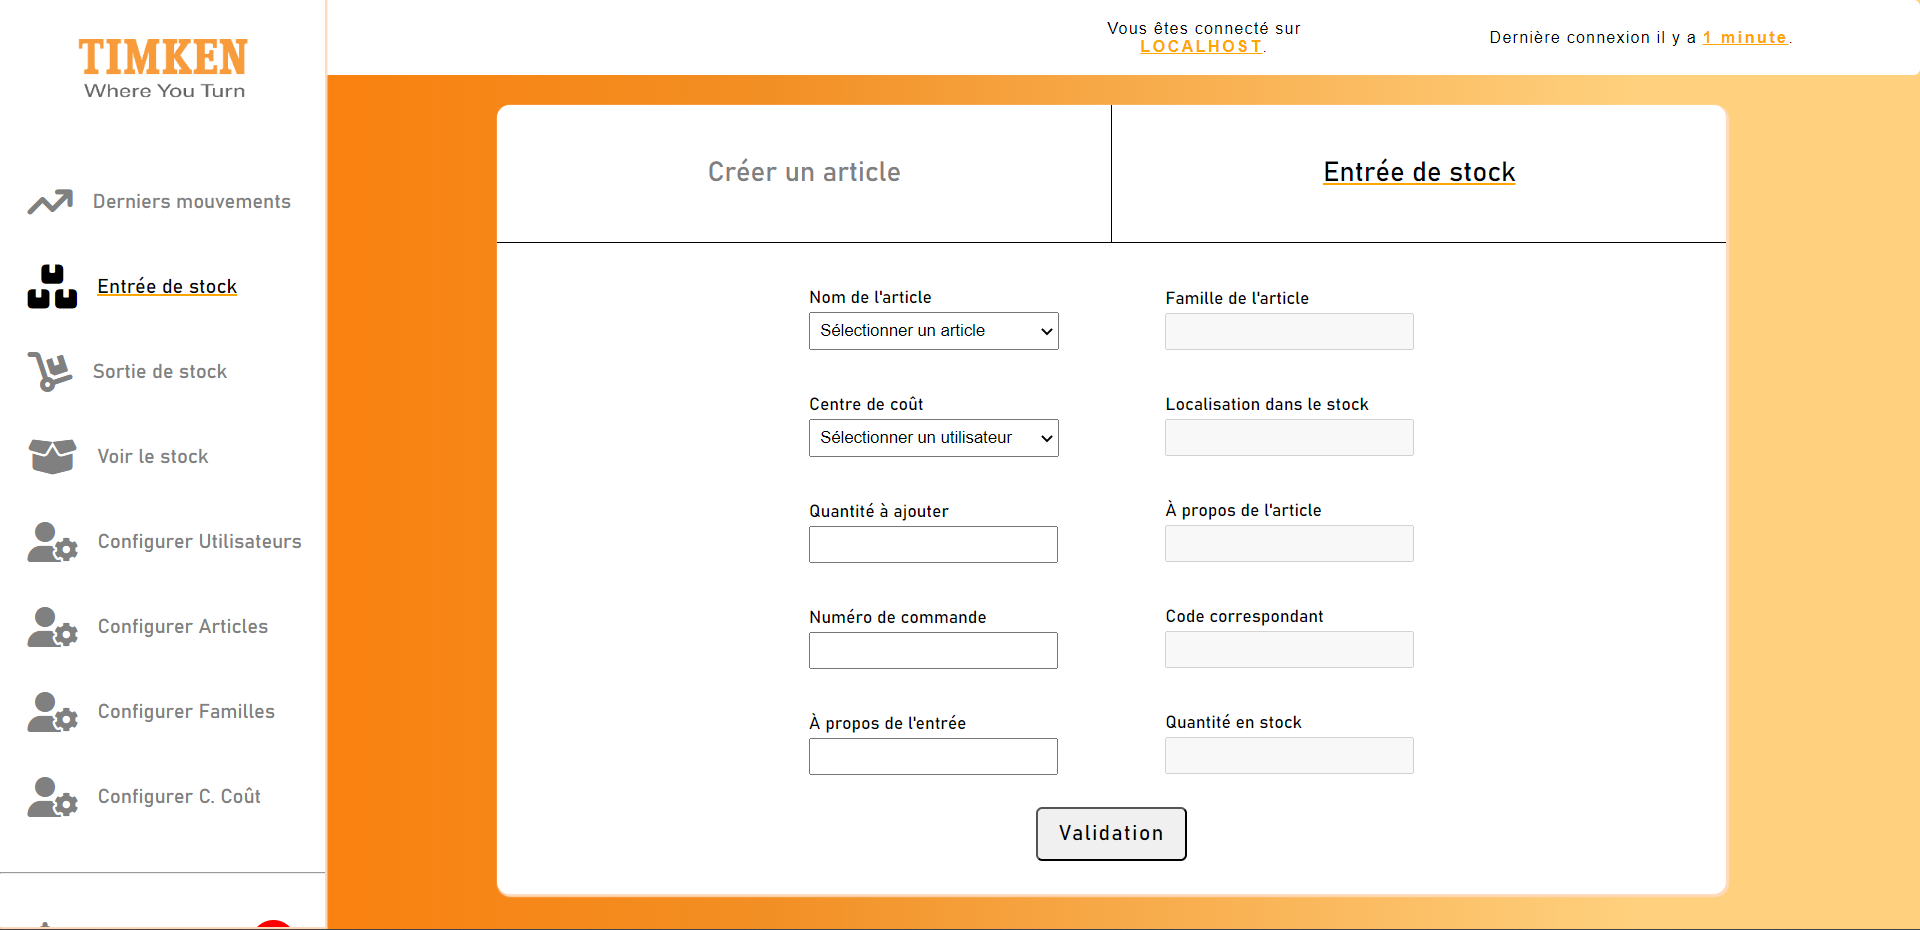 TIMKEN
Where You Turn
Derniers mouvements
Entrée de stock
Sortie de stock
Voir le stock
Configurer Utilisateurs
Configurer Articles
Configurer Familles
Configurer C. Coût
Vous êtes connecté sur
LOCALHOST.
Dernière connexion il y a 1 minute.
Créer un article
Entrée de stock
Nom de l'article
Sélectionner un article
Centre de coût
Sélectionner un utilisateur
Quantité à ajouter
Numéro de commande
À propos de l'entrée
Famille de l'article
Localisation dans le stock
À propos de l'article
Code correspondant
Quantité en stock
Validation